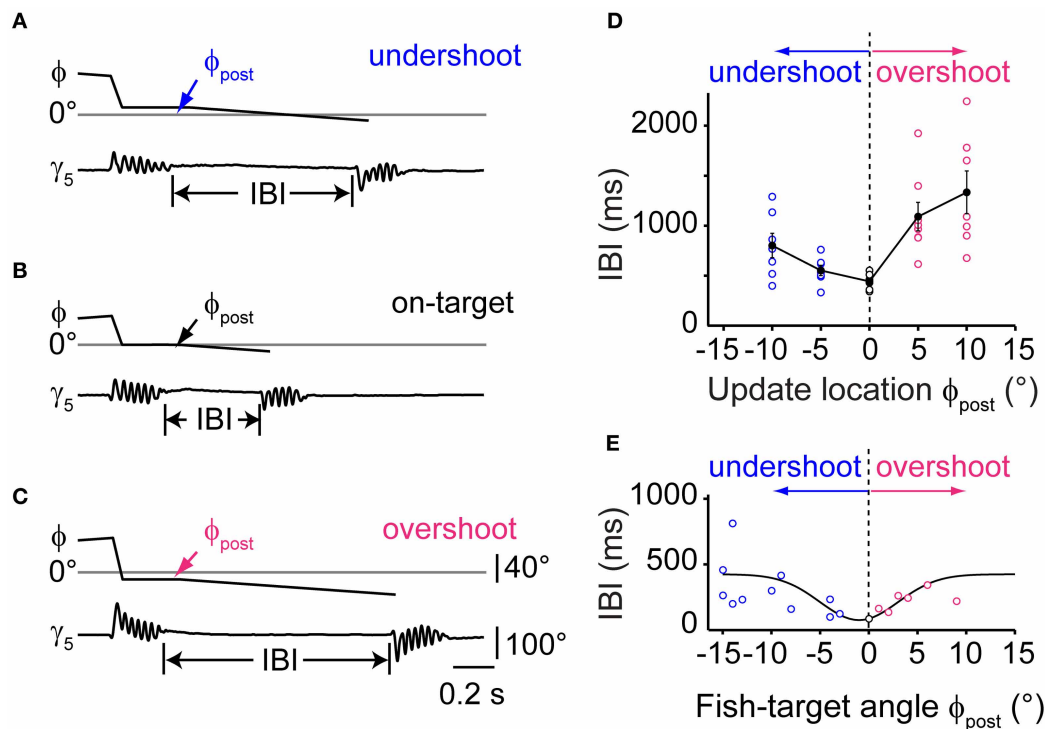 A
undershoot
ϕpost
ϕ
0°
γ5
IBI
B
on-target
ϕpost
ϕ
0°
γ5
IBI
C
overshoot
ϕpost
ϕ
0°
40°
γ5
100°
IBI
0.2 s
D
undershoot overshoot
2000
1000
0
IBI (ms)
-15 -10 -5 0 5 10 15
Update location ϕpost (°)
E
undershoot overshoot
1000
500
0
IBI (ms)
-15 -10 -5 0 5 10 15
Fish-target angle ϕpost (°)